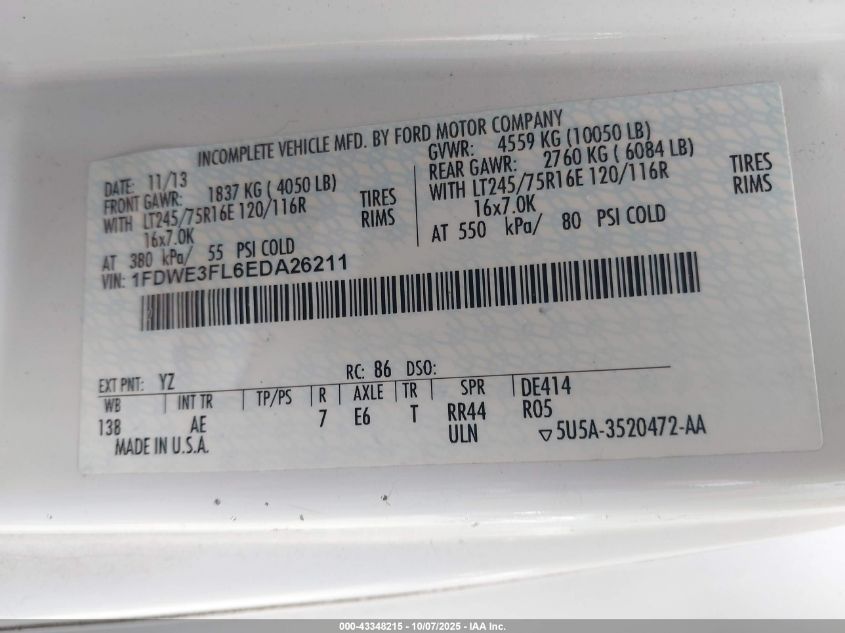 INCOMPLETE VEHICLE MFD. BY FORD MOTOR COMPANY
DATE: 11/13
FRONT GAWR: 1837 KG ( 4050 LB)
WITH LT245/75R16E 120/116R TIRES
16x7.0K RIMS
AT 380 kPa/ 55 PSI COLD
GVWR: 4559 KG (10050 LB)
REAR GAWR: 2760 KG ( 6084 LB)
WITH LT245/75R16E 120/116R TIRES
16x7.0K RIMS
AT 550 kPa/ 80 PSI COLD
VIN: 1FDWE3FL6EDA26211
EXT PNT: YZ RC: 86 DSO:
WB INT TR TP/PS R AXLE TR SPR DE414
138 AE 7 E6 T RR44 R05
MADE IN U.S.A. ULN ▽5U5A-3520472-AA
000-43348215 - 10/07/2025 - IAA Inc.